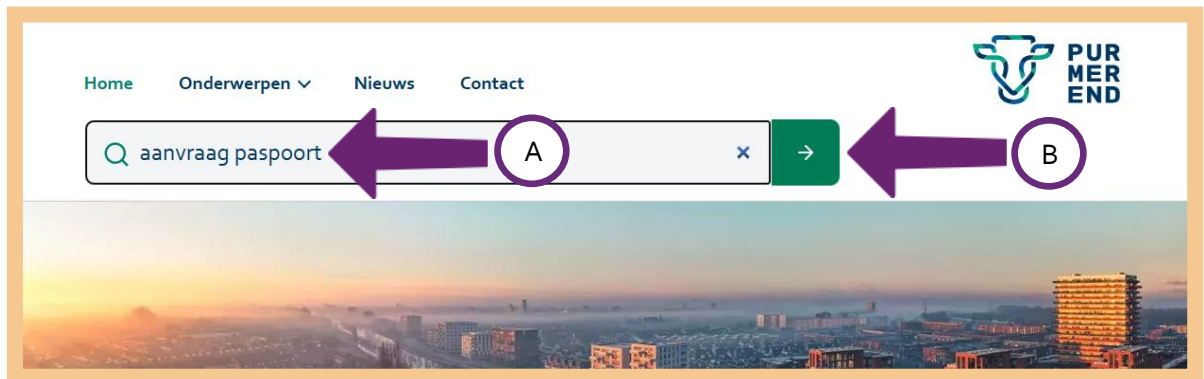 Home Onderwerpen Nieuws Contact
PUR
MER
END
aanvraag paspoort
A
B